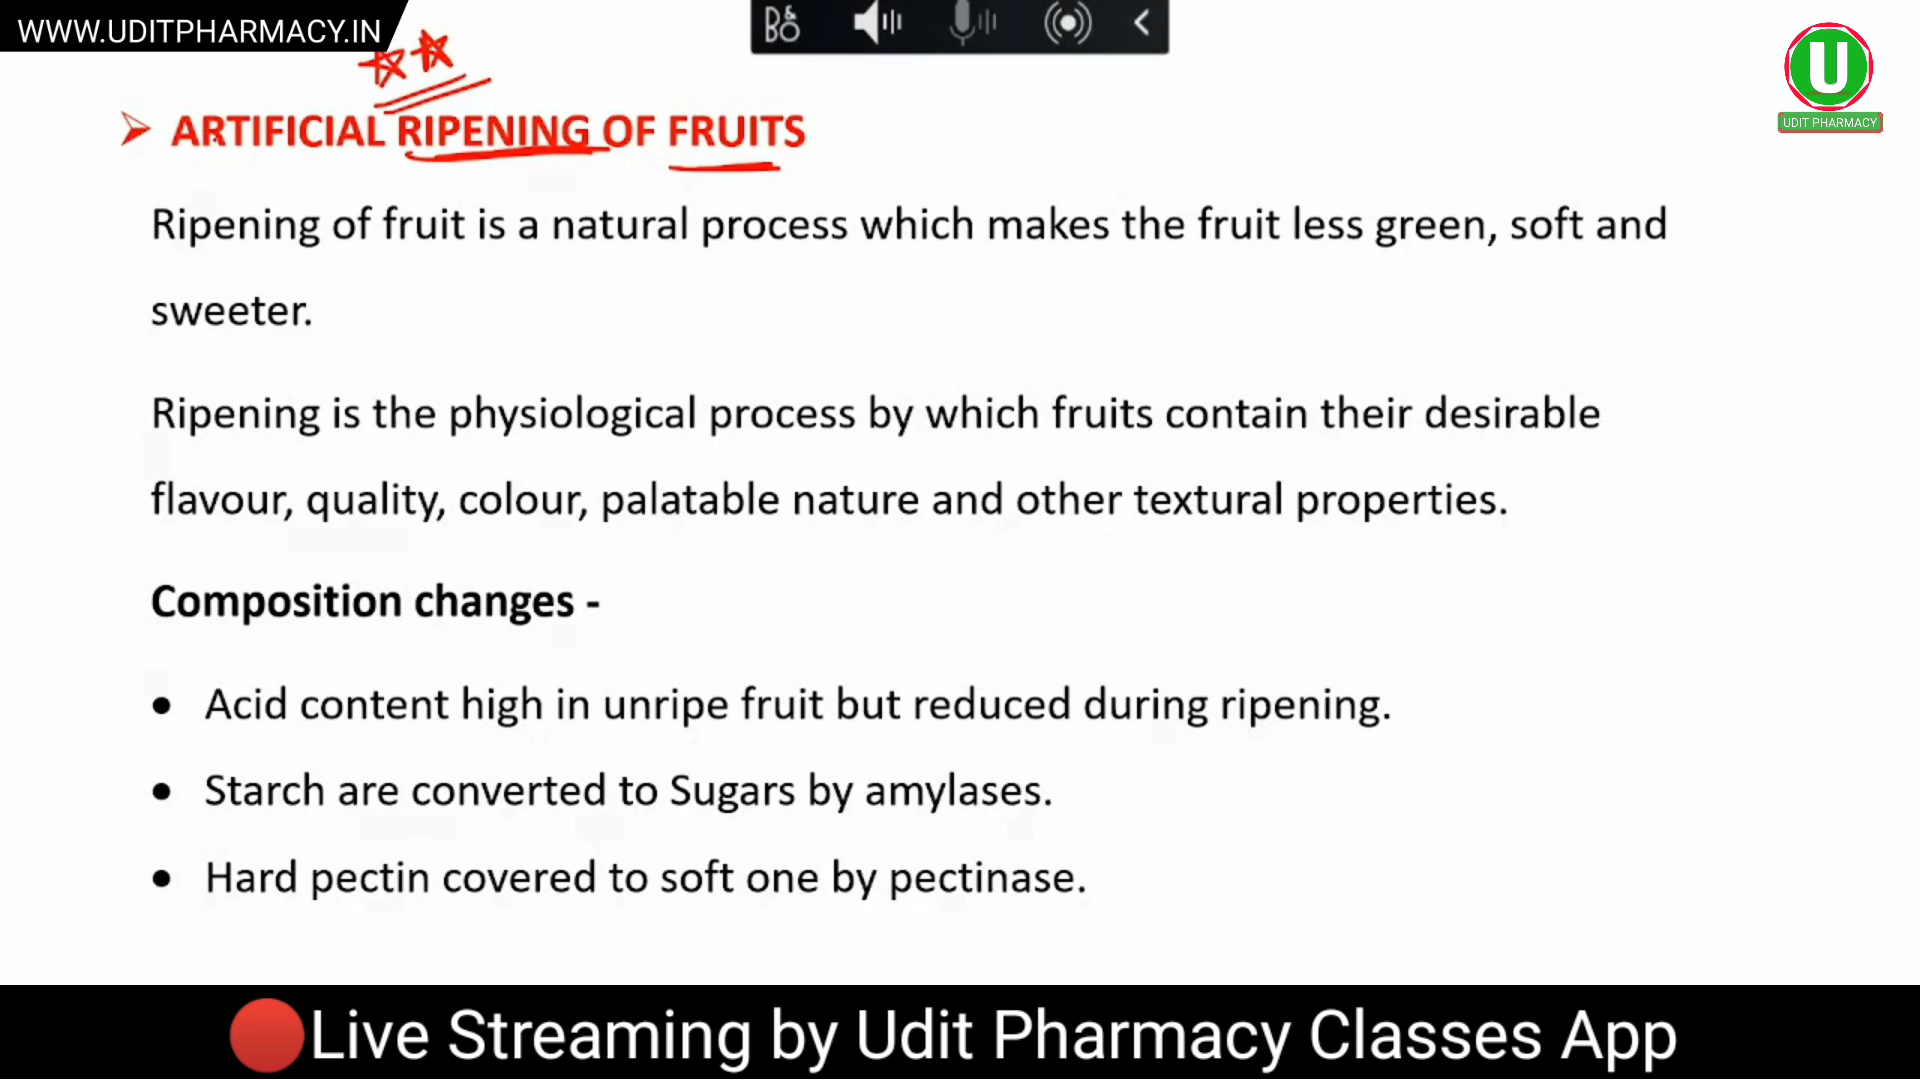 WWW.UDITPHARMACY.IN
U
UDIT PHARMACY
ARTIFICIAL RIPENING OF FRUITS
Ripening of fruit is a natural process which makes the fruit less green, soft and
sweeter.
Ripening is the physiological process by which fruits contain their desirable
flavour, quality, colour, palatable nature and other textural properties.
Composition changes -
• Acid content high in unripe fruit but reduced during ripening.
• Starch are converted to Sugars by amylases.
• Hard pectin covered to soft one by pectinase.
Live Streaming by Udit Pharmacy Classes App